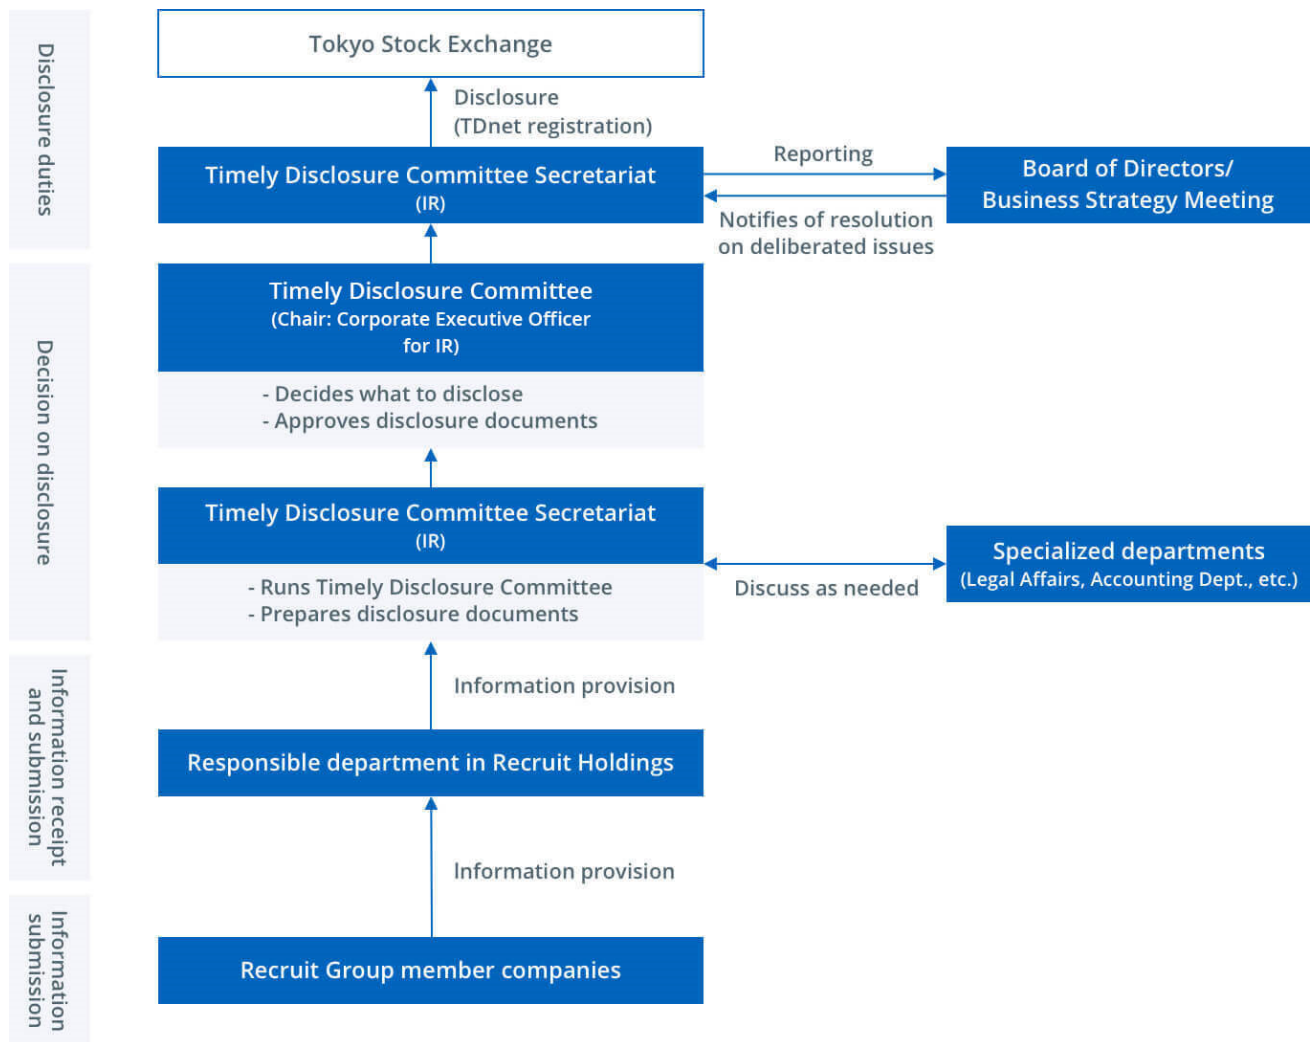 Disclosure duties
Tokyo Stock Exchange
Disclosure
(TDnet registration)
Timely Disclosure Committee Secretariat
(IR)
Reporting
Notifies of resolution
on deliberated issues
Board of Directors/
Business Strategy Meeting
Decision on disclosure
Timely Disclosure Committee
(Chair: Corporate Executive Officer
for IR)
- Decides what to disclose
- Approves disclosure documents
Timely Disclosure Committee Secretariat
(IR)
- Runs Timely Disclosure Committee
- Prepares disclosure documents
Discuss as needed
Specialized departments
(Legal Affairs, Accounting Dept., etc.)
Information receipt
and submission
Information provision
Responsible department in Recruit Holdings
Information provision
Information
submission
Recruit Group member companies